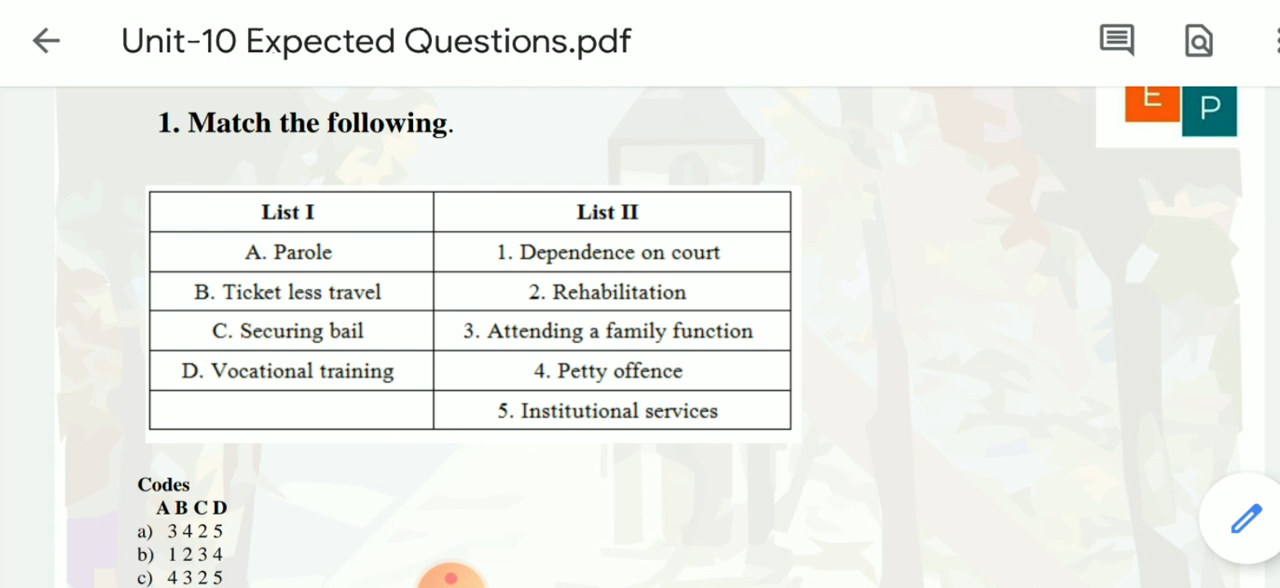 Unit-10 Expected Questions.pdf
E P
1. Match the following.
List I List II
A. Parole 1. Dependence on court
B. Ticket less travel 2. Rehabilitation
C. Securing bail 3. Attending a family function
D. Vocational training 4. Petty offence
5. Institutional services
Codes
A B C D
a) 3 4 2 5
b) 1 2 3 4
c) 4 3 2 5